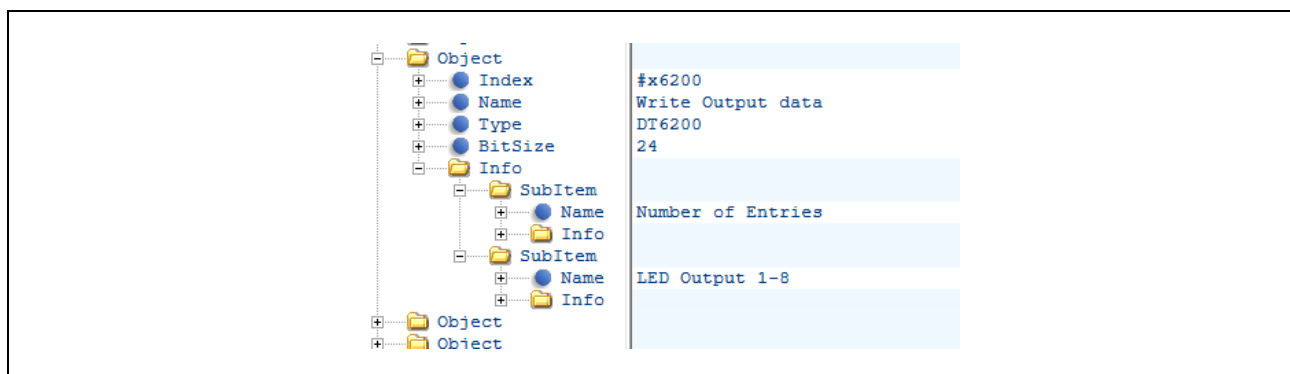 Object
Index #x6200
Name Write Output data
Type DT6200
BitSize 24
Info
SubItem
Name Number of Entries
Info
SubItem
Name LED Output 1-8
Info
Object
Object